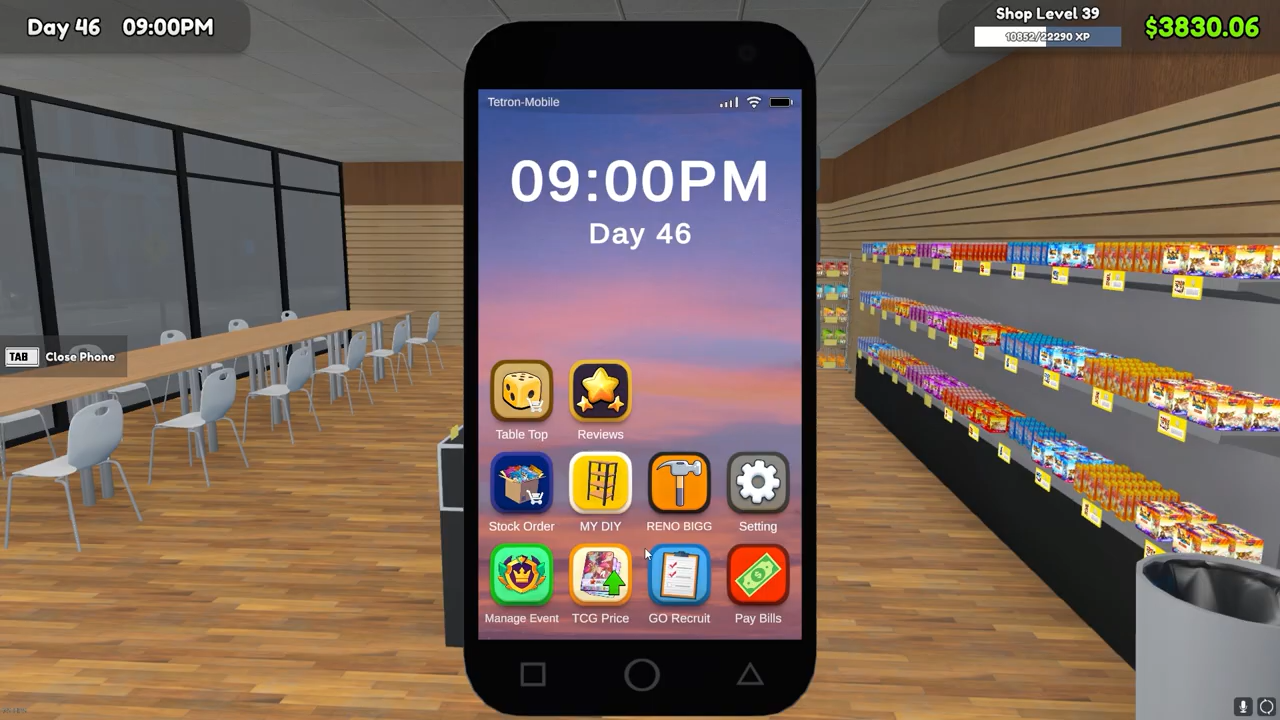 Day 46 09:00PM
Shop Level 39
10852/22290 XP
$3830.06
Tetron-Mobile
09:00PM
Day 46
TAB Close Phone
Table Top
Reviews
Stock Order
MY DIY
RENO BIGG
Setting
Manage Event
TCG Price
GO Recruit
Pay Bills